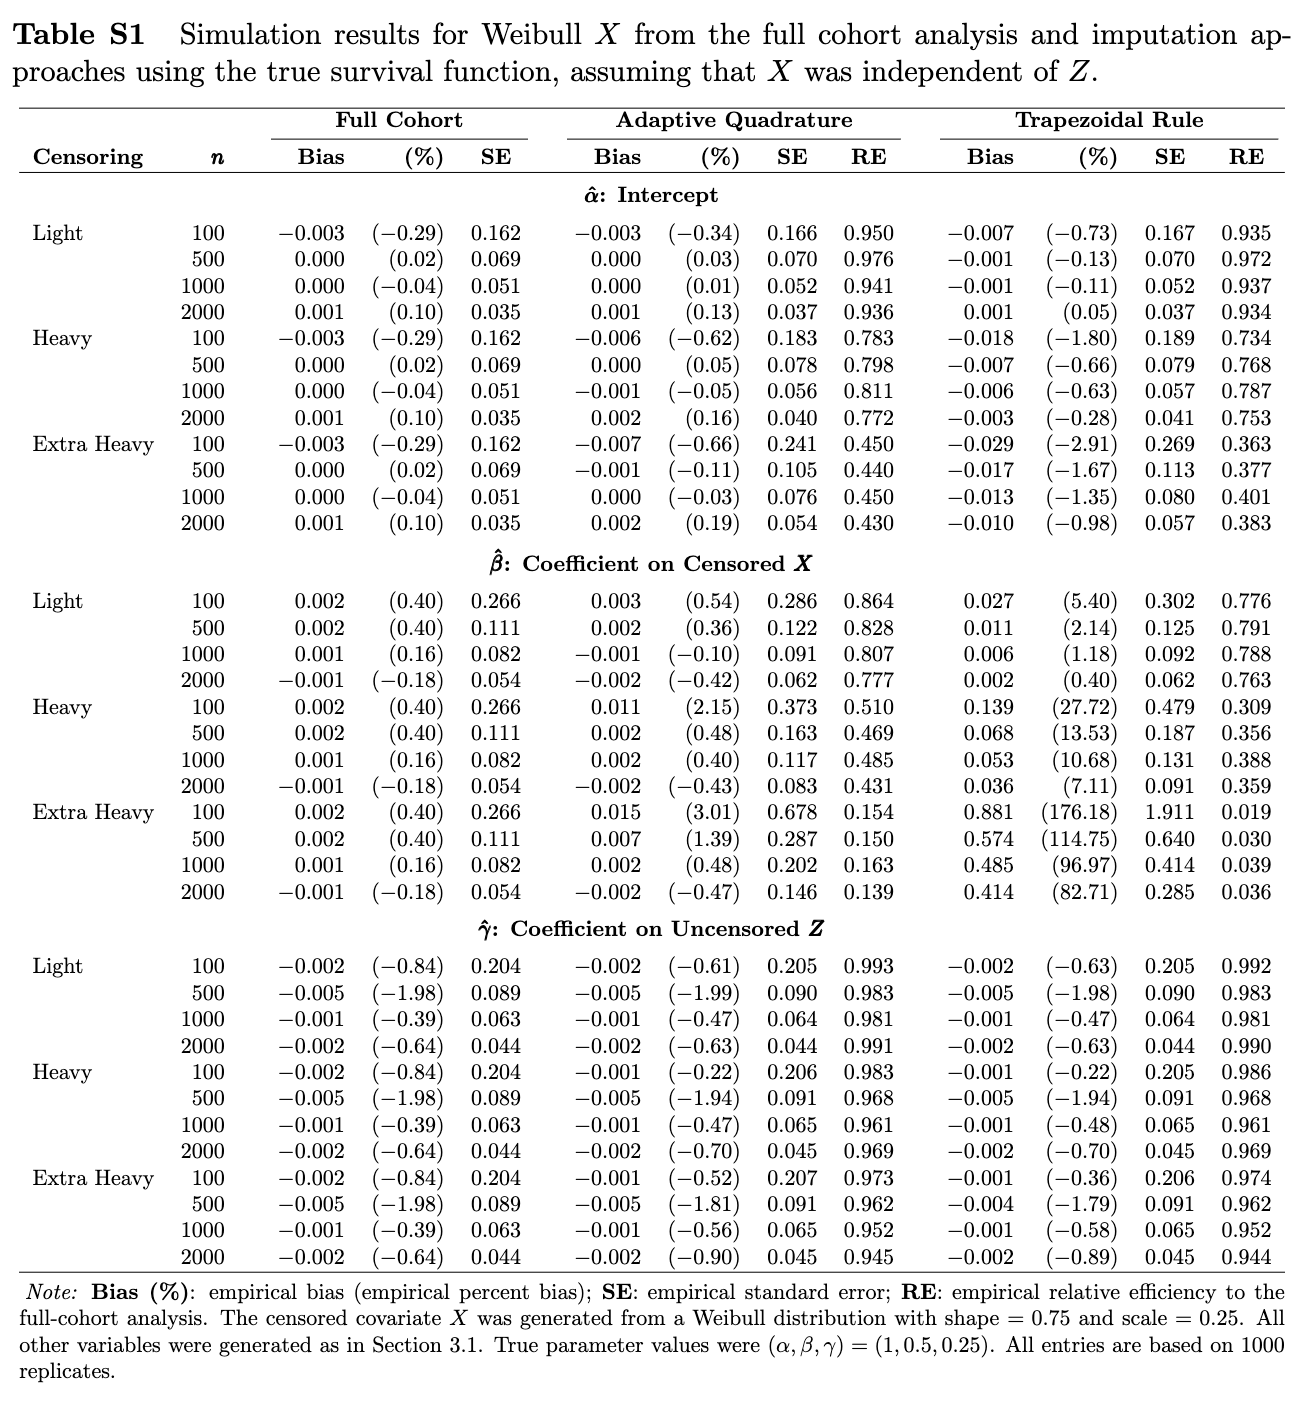 Table S1 Simulation results for Weibull X from the full cohort analysis and imputation ap-
proaches using the true survival function, assuming that X was independent of Z.
Full Cohort Adaptive Quadrature Trapezoidal Rule
Censoring n Bias (%) SE Bias (%) SE RE Bias (%) SE RE
α̂: Intercept
Light 100 −0.003 (−0.29) 0.162 −0.003 (−0.34) 0.166 0.950 −0.007 (−0.73) 0.167 0.935
500 0.000 (0.02) 0.069 0.000 (0.03) 0.070 0.976 −0.001 (−0.13) 0.070 0.972
1000 0.000 (−0.04) 0.051 0.000 (0.01) 0.052 0.941 −0.001 (−0.11) 0.052 0.937
2000 0.001 (0.10) 0.035 0.001 (0.13) 0.037 0.936 0.001 (0.05) 0.037 0.934
Heavy 100 −0.003 (−0.29) 0.162 −0.006 (−0.62) 0.183 0.783 −0.018 (−1.80) 0.189 0.734
500 0.000 (0.02) 0.069 0.000 (0.05) 0.078 0.798 −0.007 (−0.66) 0.079 0.768
1000 0.000 (−0.04) 0.051 −0.001 (−0.05) 0.056 0.811 −0.006 (−0.63) 0.057 0.787
2000 0.001 (0.10) 0.035 0.002 (0.16) 0.040 0.772 −0.003 (−0.28) 0.041 0.753
Extra Heavy 100 −0.003 (−0.29) 0.162 −0.007 (−0.66) 0.241 0.450 −0.029 (−2.91) 0.269 0.363
500 0.000 (0.02) 0.069 −0.001 (−0.11) 0.105 0.440 −0.017 (−1.67) 0.113 0.377
1000 0.000 (−0.04) 0.051 0.000 (−0.03) 0.076 0.450 −0.013 (−1.35) 0.080 0.401
2000 0.001 (0.10) 0.035 0.002 (0.19) 0.054 0.430 −0.010 (−0.98) 0.057 0.383
β̂: Coefficient on Censored X
Light 100 0.002 (0.40) 0.266 0.003 (0.54) 0.286 0.864 0.027 (5.40) 0.302 0.776
500 0.002 (0.40) 0.111 0.002 (0.36) 0.122 0.828 0.011 (2.14) 0.125 0.791
1000 0.001 (0.16) 0.082 −0.001 (−0.10) 0.091 0.807 0.006 (1.18) 0.092 0.788
2000 −0.001 (−0.18) 0.054 −0.002 (−0.42) 0.062 0.777 0.002 (0.40) 0.062 0.763
Heavy 100 0.002 (0.40) 0.266 0.011 (2.15) 0.373 0.510 0.139 (27.72) 0.479 0.309
500 0.002 (0.40) 0.111 0.002 (0.48) 0.163 0.469 0.068 (13.53) 0.187 0.356
1000 0.001 (0.16) 0.082 0.002 (0.40) 0.117 0.485 0.053 (10.68) 0.131 0.388
2000 −0.001 (−0.18) 0.054 −0.002 (−0.43) 0.083 0.431 0.036 (7.11) 0.091 0.359
Extra Heavy 100 0.002 (0.40) 0.266 0.015 (3.01) 0.678 0.154 0.881 (176.18) 1.911 0.019
500 0.002 (0.40) 0.111 0.007 (1.39) 0.287 0.150 0.574 (114.75) 0.640 0.030
1000 0.001 (0.16) 0.082 0.002 (0.48) 0.202 0.163 0.485 (96.97) 0.414 0.039
2000 −0.001 (−0.18) 0.054 −0.002 (−0.47) 0.146 0.139 0.414 (82.71) 0.285 0.036
γ̂: Coefficient on Uncensored Z
Light 100 −0.002 (−0.84) 0.204 −0.002 (−0.61) 0.205 0.993 −0.002 (−0.63) 0.205 0.992
500 −0.005 (−1.98) 0.089 −0.005 (−1.99) 0.090 0.983 −0.005 (−1.98) 0.090 0.983
1000 −0.001 (−0.39) 0.063 −0.001 (−0.47) 0.064 0.981 −0.001 (−0.47) 0.064 0.981
2000 −0.002 (−0.64) 0.044 −0.002 (−0.63) 0.044 0.991 −0.002 (−0.63) 0.044 0.990
Heavy 100 −0.002 (−0.84) 0.204 −0.001 (−0.22) 0.206 0.983 −0.001 (−0.22) 0.205 0.986
500 −0.005 (−1.98) 0.089 −0.005 (−1.94) 0.091 0.968 −0.005 (−1.94) 0.091 0.968
1000 −0.001 (−0.39) 0.063 −0.001 (−0.47) 0.065 0.961 −0.001 (−0.48) 0.065 0.961
2000 −0.002 (−0.64) 0.044 −0.002 (−0.70) 0.045 0.969 −0.002 (−0.70) 0.045 0.969
Extra Heavy 100 −0.002 (−0.84) 0.204 −0.001 (−0.52) 0.207 0.973 −0.001 (−0.36) 0.206 0.974
500 −0.005 (−1.98) 0.089 −0.005 (−1.81) 0.091 0.962 −0.004 (−1.79) 0.091 0.962
1000 −0.001 (−0.39) 0.063 −0.001 (−0.56) 0.065 0.952 −0.001 (−0.58) 0.065 0.952
2000 −0.002 (−0.64) 0.044 −0.002 (−0.90) 0.045 0.945 −0.002 (−0.89) 0.045 0.944
Note: Bias (%): empirical bias (empirical percent bias); SE: empirical standard error; RE: empirical relative efficiency to the
full-cohort analysis. The censored covariate X was generated from a Weibull distribution with shape = 0.75 and scale = 0.25. All
other variables were generated as in Section 3.1. True parameter values were (α, β, γ) = (1, 0.5, 0.25). All entries are based on 1000
replicates.